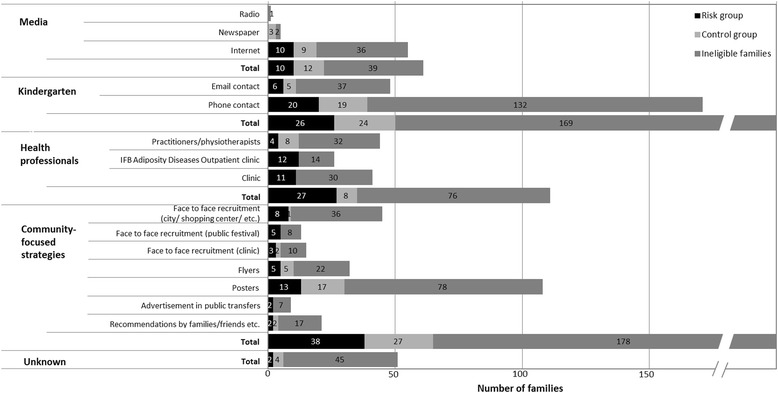 Risk group
Control group
Ineligible families
Media
Radio 1
Newspaper 3 2
Internet 10 9 36
Total 10 12 39
Kindergarten
Email contact 6 5 37
Phone contact 20 19 132
Total 26 24 169
Health
professionals
Practitioners/physiotherapists 4 8 32
IFB Adiposity Diseases Outpatient clinic 12 14
Clinic 11 30
Total 27 8 76
Community-
focused
strategies
Face to face recruitment
(city/ shopping center/ etc.) 8 1 36
Face to face recruitment (public festival) 5 8
Face to face recruitment (clinic) 3 2 10
Flyers 5 5 22
Posters 13 17 78
Advertisement in public transfers 2 7
Recommendations by families/friends etc. 2 2 17
Total 38 27 178
Unknown
Total 2 4 45
0 50 100 150
Number of families